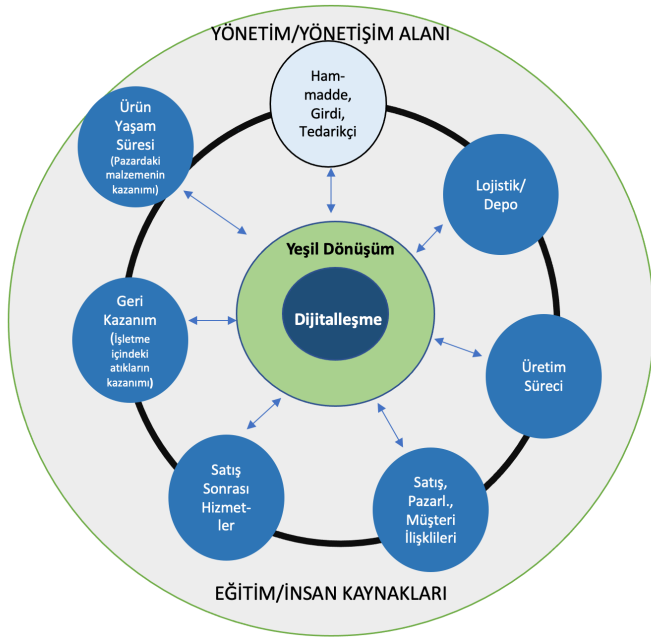 YÖNETİM/YÖNETİŞİM ALANI
Ham-
madde,
Girdi,
Tedarikçi
Ürün
Yaşam
Süresi
(Pazardaki
malzemenin
kazanımı)
Lojistik/
Depo
Yeşil Dönüşüm
Dijitalleşme
Geri
Kazanım
(İşletme
içindeki
atıkların
kazanımı)
Üretim
Süreci
Satış
Sonrası
Hizmet-
ler
Satış,
Pazarl.,
Müşteri
İlişklileri
EĞİTİM/İNSAN KAYNAKLARI